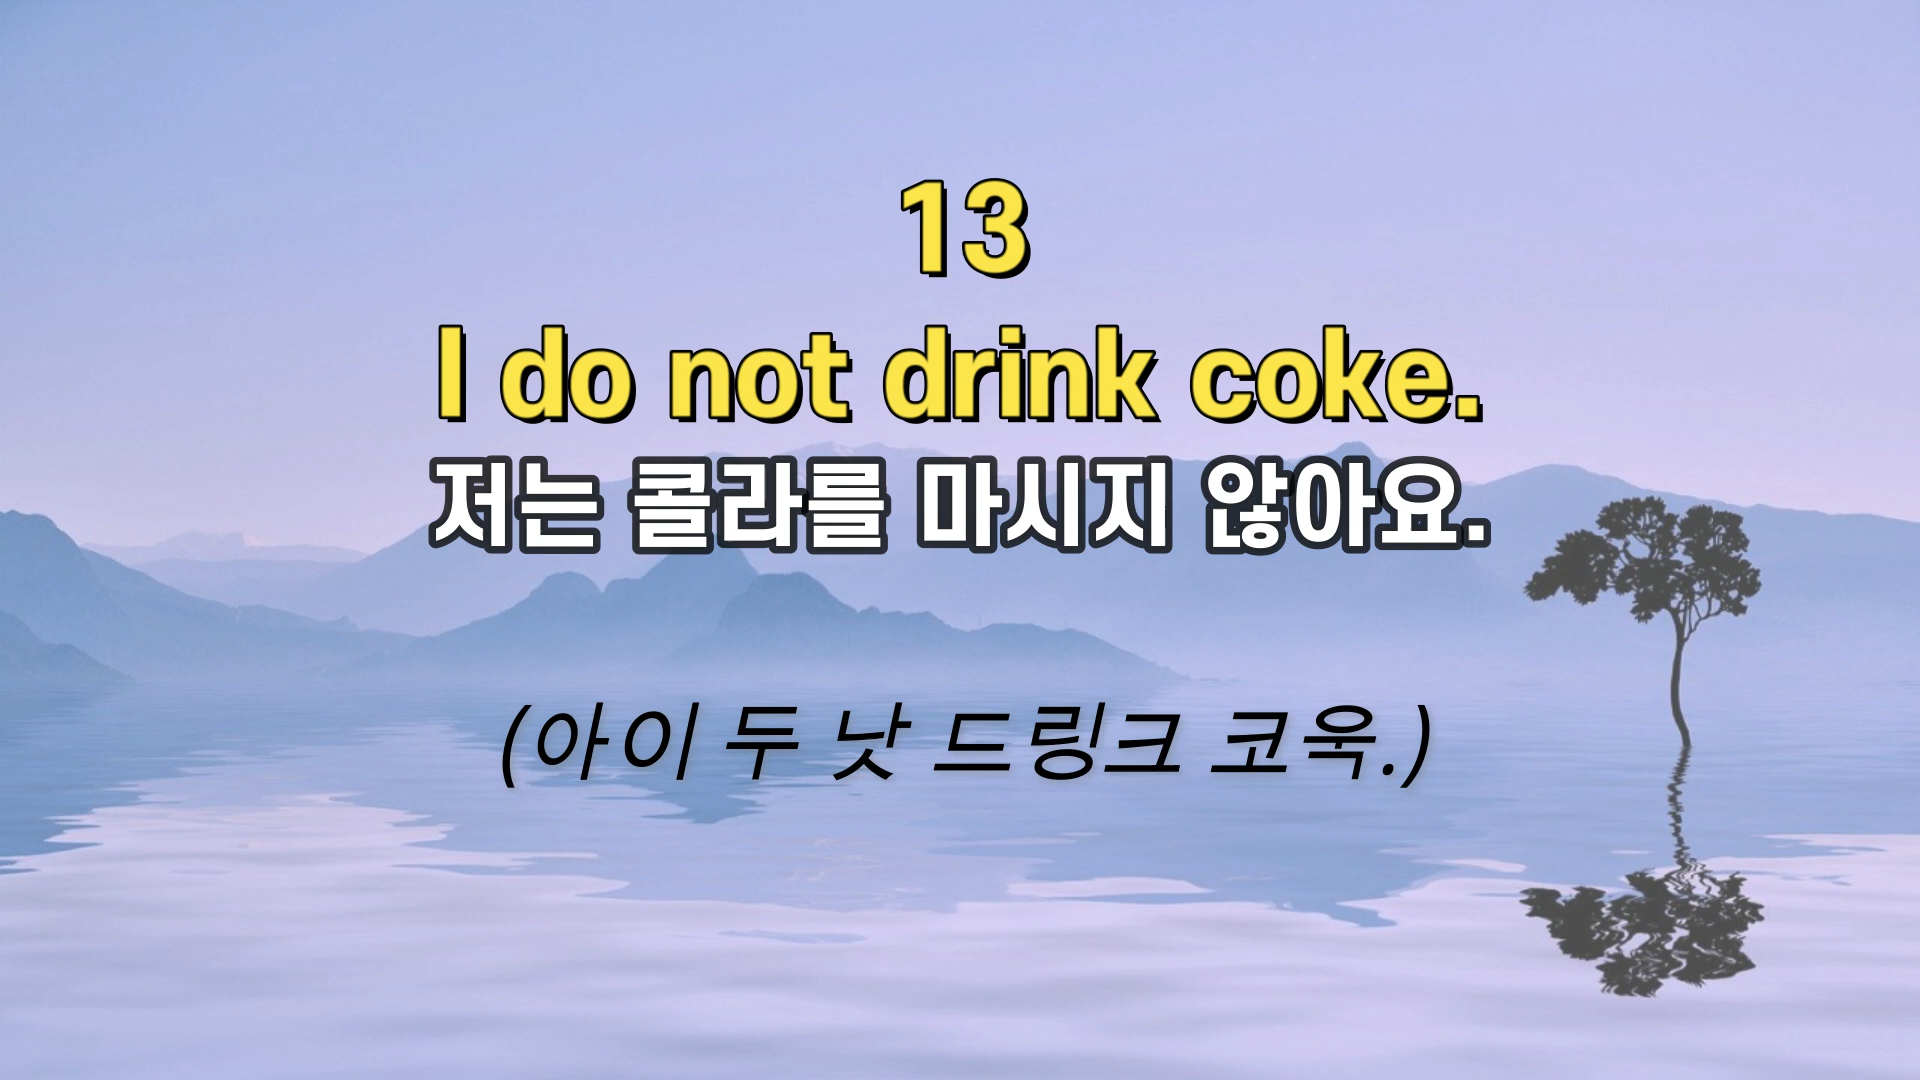 13
I do not drink coke.
저는 콜라를 마시지 않아요.
(아이 두 낫 드링크 코욱.)